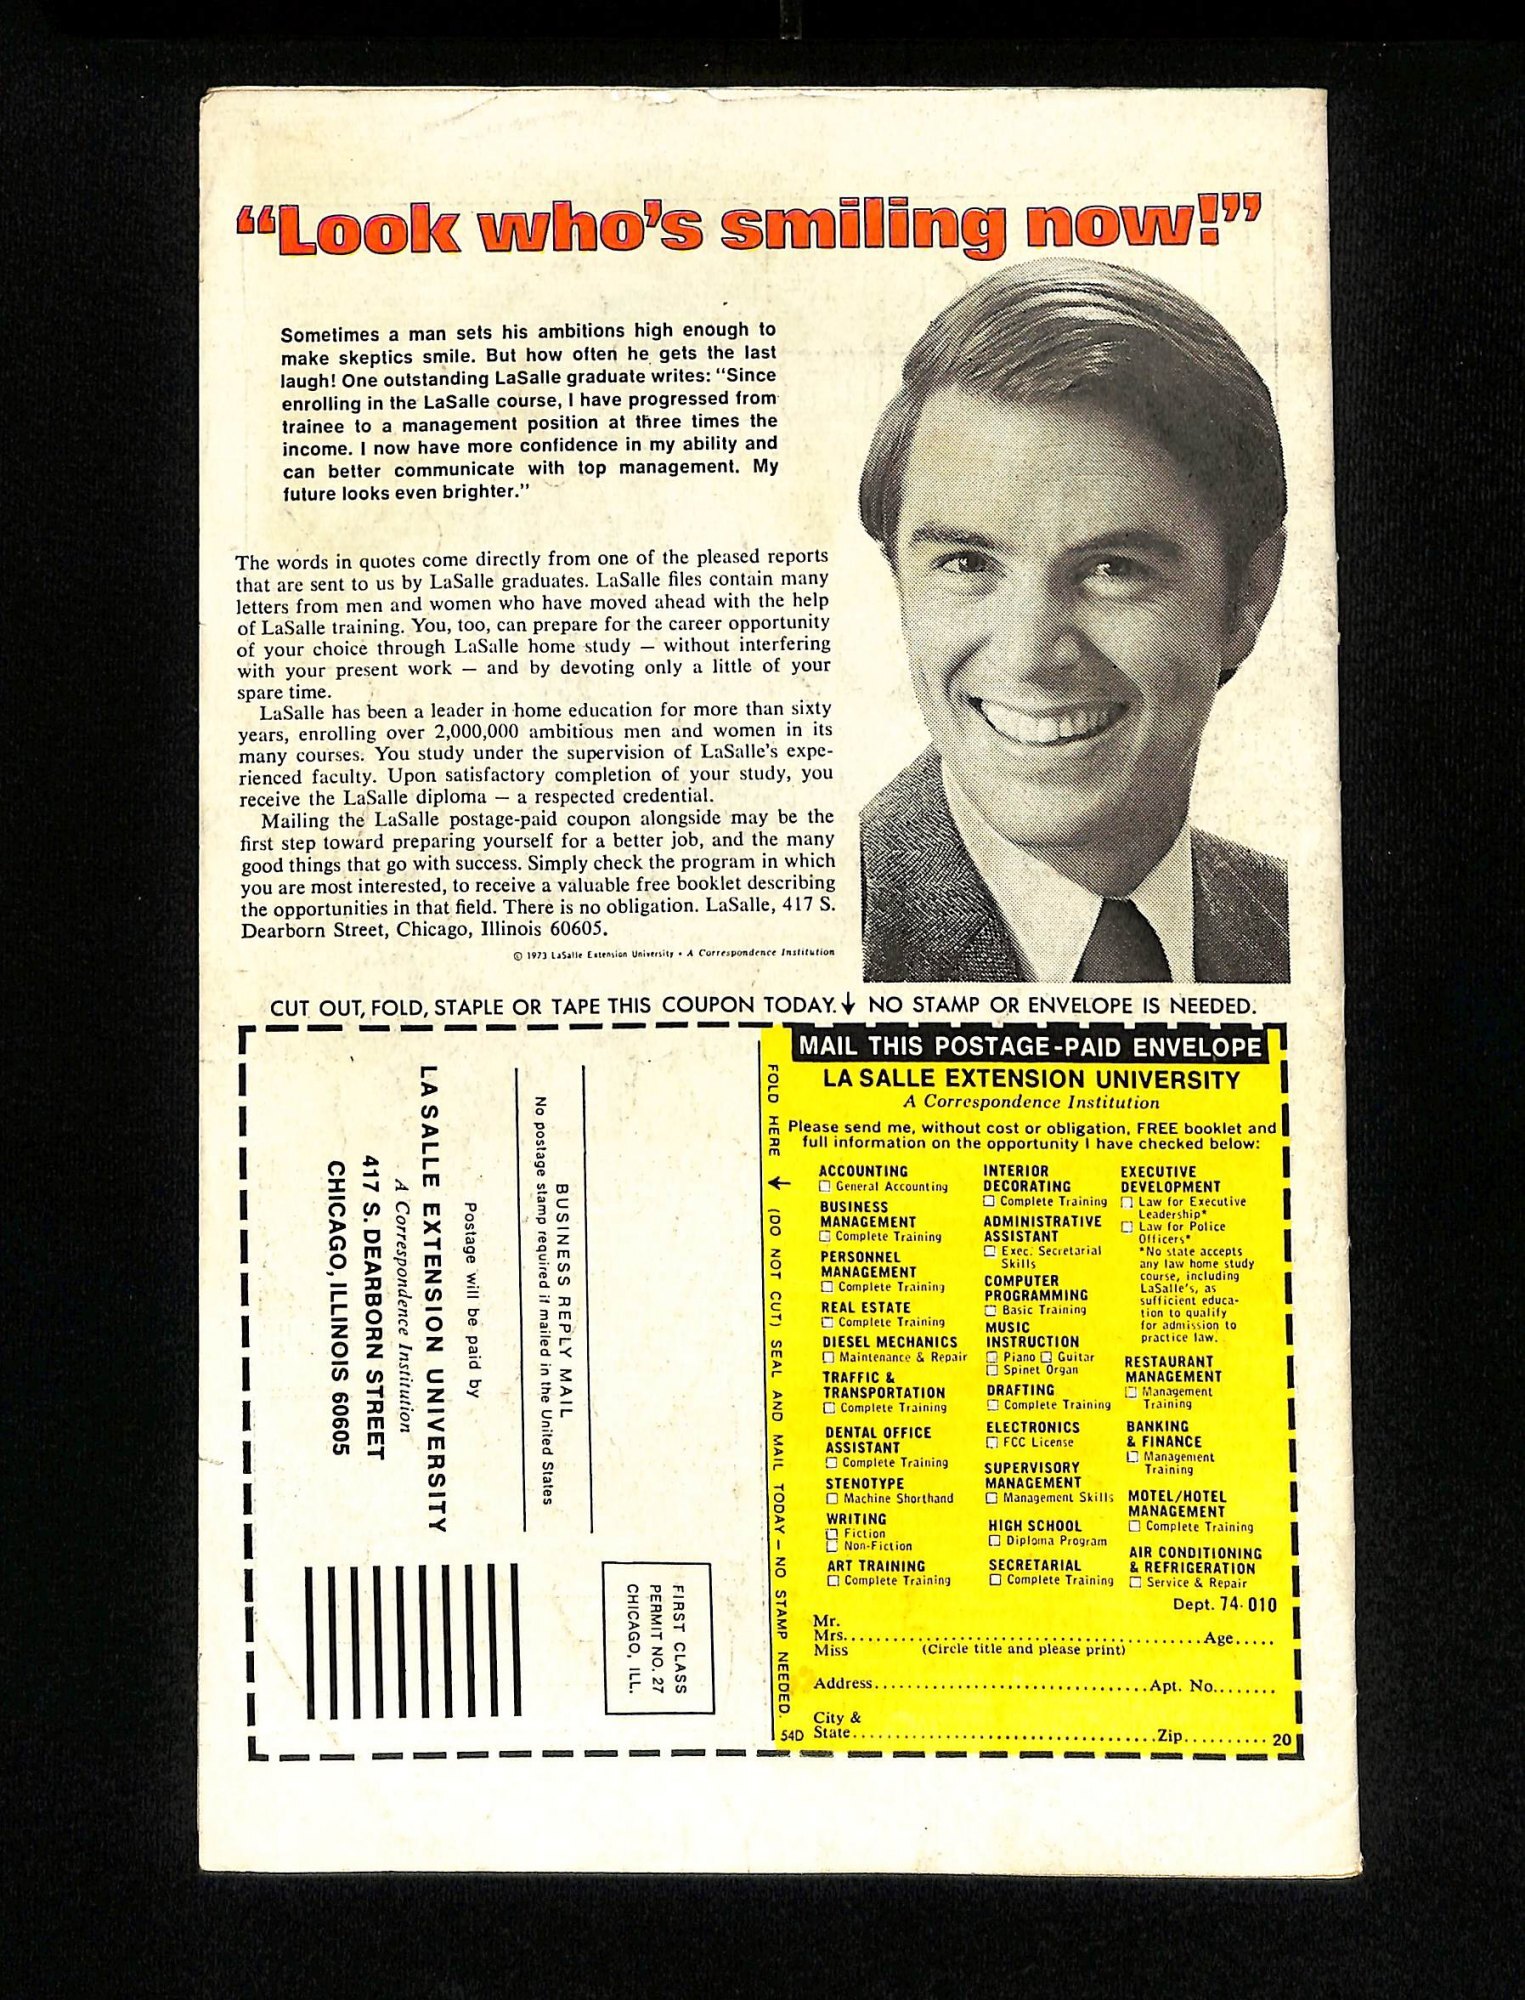 “Look who’s smiling now!”
Sometimes a man sets his ambitions high enough to
make skeptics smile. But how often he gets the last
laugh! One outstanding LaSalle graduate writes: “Since
enrolling in the LaSalle course, I have progressed from
trainee to a management position at three times the
income. I now have more confidence in my ability and
can better communicate with top management. My
future looks even brighter.”
The words in quotes come directly from one of the pleased reports
that are sent to us by LaSalle graduates. LaSalle files contain many
letters from men and women who have moved ahead with the help
of LaSalle training. You, too, can prepare for the career opportunity
of your choice through LaSalle home study — without interfering
with your present work — and by devoting only a little of your
spare time.
LaSalle has been a leader in home education for more than sixty
years, enrolling over 2,000,000 ambitious men and women in its
many courses. You study under the supervision of LaSalle’s expe-
rienced faculty. Upon satisfactory completion of your study, you
receive the LaSalle diploma — a respected credential.
Mailing the LaSalle postage-paid coupon alongside may be the
first step toward preparing yourself for a better job, and the many
good things that go with success. Simply check the program in which
you are most interested, to receive a valuable free booklet describing
the opportunities in that field. There is no obligation. LaSalle, 417 S.
Dearborn Street, Chicago, Illinois 60605.
© 1973 LaSalle Extension University • A Correspondence Institution
CUT OUT, FOLD, STAPLE OR TAPE THIS COUPON TODAY. ↓ NO STAMP OR ENVELOPE IS NEEDED.
FIRST CLASS
PERMIT NO. 27
CHICAGO, ILL.
BUSINESS REPLY MAIL
No postage stamp required if mailed in the United States
Postage will be paid by
LA SALLE EXTENSION UNIVERSITY
A Correspondence Institution
417 S. DEARBORN STREET
CHICAGO, ILLINOIS 60605
FOLD HERE ↓ (DO NOT CUT) SEAL AND MAIL TODAY — NO STAMP NEEDED.
MAIL THIS POSTAGE-PAID ENVELOPE
LA SALLE EXTENSION UNIVERSITY
A Correspondence Institution
Please send me, without cost or obligation, FREE booklet and
full information on the opportunity I have checked below:
ACCOUNTING
☐ General Accounting
BUSINESS
MANAGEMENT
☐ Complete Training
PERSONNEL
MANAGEMENT
☐ Complete Training
REAL ESTATE
☐ Complete Training
DIESEL MECHANICS
☐ Maintenance & Repair
TRAFFIC &
TRANSPORTATION
☐ Complete Training
DENTAL OFFICE
ASSISTANT
☐ Complete Training
STENOTYPE
☐ Machine Shorthand
WRITING
☐ Fiction
☐ Non-Fiction
ART TRAINING
☐ Complete Training
INTERIOR
DECORATING
☐ Complete Training
ADMINISTRATIVE
ASSISTANT
☐ Exec. Secretarial
Skills
COMPUTER
PROGRAMMING
☐ Basic Training
MUSIC
INSTRUCTION
☐ Piano ☐ Guitar
☐ Spinet Organ
DRAFTING
☐ Complete Training
ELECTRONICS
☐ FCC License
SUPERVISORY
MANAGEMENT
☐ Management Skills
HIGH SCHOOL
☐ Diploma Program
SECRETARIAL
☐ Complete Training
EXECUTIVE
DEVELOPMENT
☐ Law for Executive
Leadership*
☐ Law for Police
Officers*
*No state accepts
any law home study
course, including
LaSalle’s, as
sufficient educa-
tion to qualify
for admission to
practice law.
RESTAURANT
MANAGEMENT
☐ Management
Training
BANKING
& FINANCE
☐ Management
Training
MOTEL/HOTEL
MANAGEMENT
☐ Complete Training
AIR CONDITIONING
& REFRIGERATION
☐ Service & Repair
Dept. 74-010
Mr.
Mrs. .......... Age.....
Miss (Circle title and please print)
Address .......... Apt. No........
City &
54D State .......... Zip.......... 20